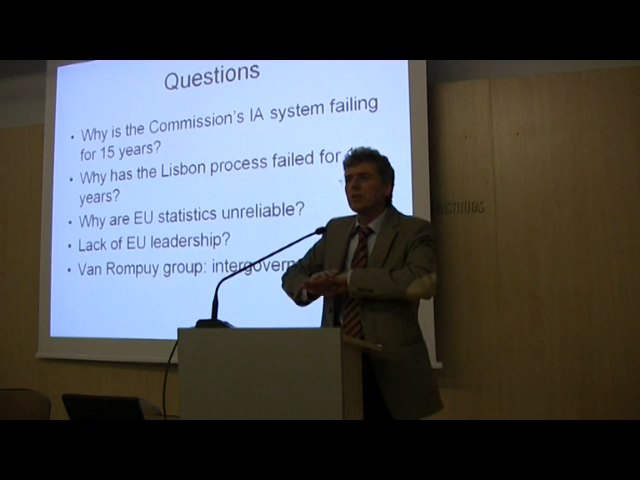 Questions
• Why is the Commission's IA system failing
for 15 years?
• Why has the Lisbon process failed for
years?
• Why are EU statistics unreliable?
• Lack of EU leadership?
• Van Rompuy group: